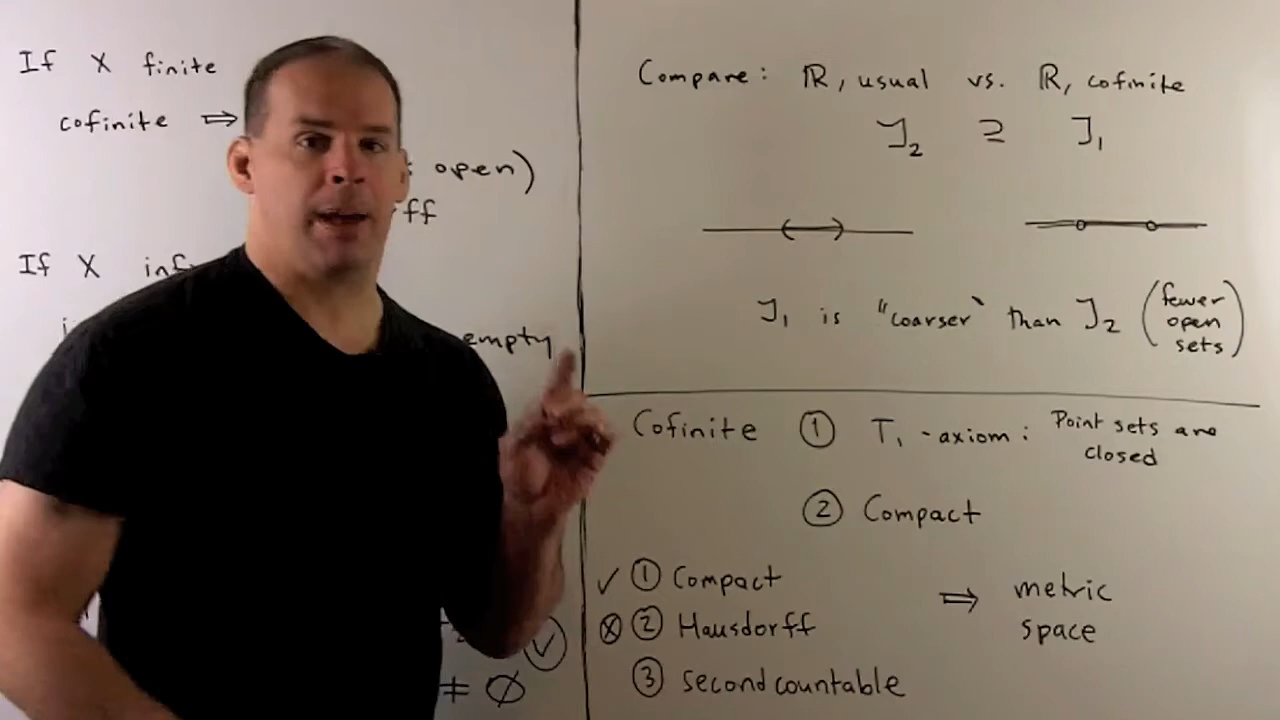 If X finite
cofinite ⇒
open)
ff
If X inf
empty
≠ ∅
Compare: ℝ, usual vs. ℝ, cofinite
𝒥₂ ⊇ 𝒥₁
𝒥₁ is "coarser" than 𝒥₂ (fewer
open
sets)
Cofinite ① T₁-axiom: Point sets are
closed
② Compact
✓ ① Compact ⇒ metric
ⓧ ② Hausdorff space
③ second countable